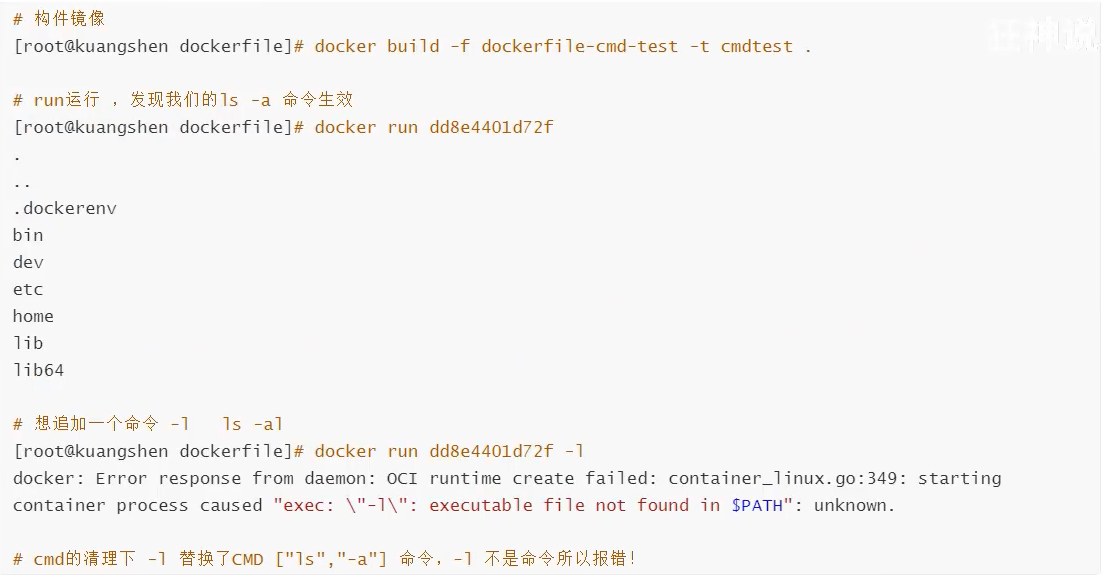 # 构件镜像
[root@kuangshen dockerfile]# docker build -f dockerfile-cmd-test -t cmdtest .
# run运行 ，发现我们的ls -a 命令生效
[root@kuangshen dockerfile]# docker run dd8e4401d72f
.
..
.dockerenv
bin
dev
etc
home
lib
lib64
# 想追加一个命令 -l   ls -al
[root@kuangshen dockerfile]# docker run dd8e4401d72f -l
docker: Error response from daemon: OCI runtime create failed: container_linux.go:349: starting
container process caused "exec: \"-l\": executable file not found in $PATH": unknown.
# cmd的清理下 -l 替换了CMD ["ls","-a"] 命令，-l 不是命令所以报错！
狂神说